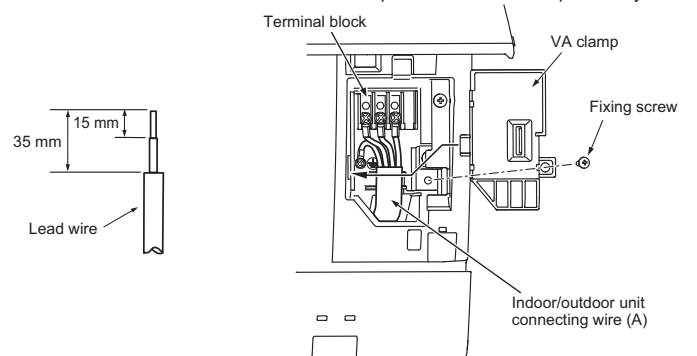 Terminal block
VA clamp
Fixing screw
15 mm
35 mm
Lead wire
Indoor/outdoor unit
connecting wire (A)